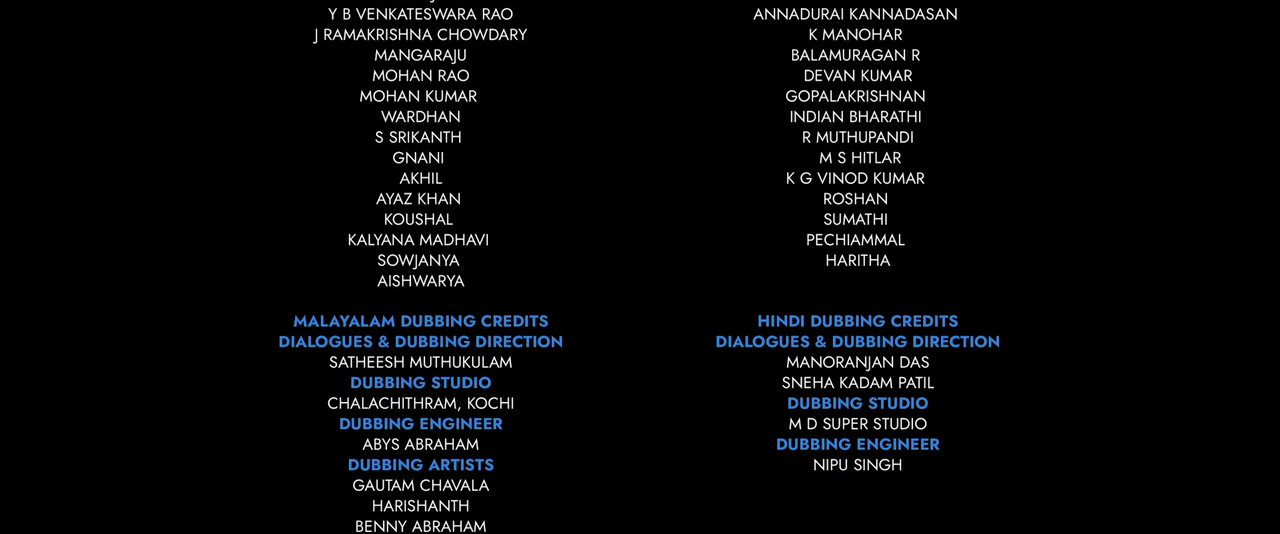 Y B VENKATESWARA RAO
J RAMAKRISHNA CHOWDARY
MANGARAJU
MOHAN RAO
MOHAN KUMAR
WARDHAN
S SRIKANTH
GNANI
AKHIL
AYAZ KHAN
KOUSHAL
KALYANA MADHAVI
SOWJANYA
AISHWARYA
MALAYALAM DUBBING CREDITS
DIALOGUES & DUBBING DIRECTION
SATHEESH MUTHUKULAM
DUBBING STUDIO
CHALACHITHRAM, KOCHI
DUBBING ENGINEER
ABYS ABRAHAM
DUBBING ARTISTS
GAUTAM CHAVALA
HARISHANTH
BENNY ABRAHAM
ANNADURAI KANNADASAN
K MANOHAR
BALAMURAGAN R
DEVAN KUMAR
GOPALAKRISHNAN
INDIAN BHARATHI
R MUTHUPANDI
M S HITLAR
K G VINOD KUMAR
ROSHAN
SUMATHI
PECHIAMMAL
HARITHA
HINDI DUBBING CREDITS
DIALOGUES & DUBBING DIRECTION
MANORANJAN DAS
SNEHA KADAM PATIL
DUBBING STUDIO
M D SUPER STUDIO
DUBBING ENGINEER
NIPU SINGH